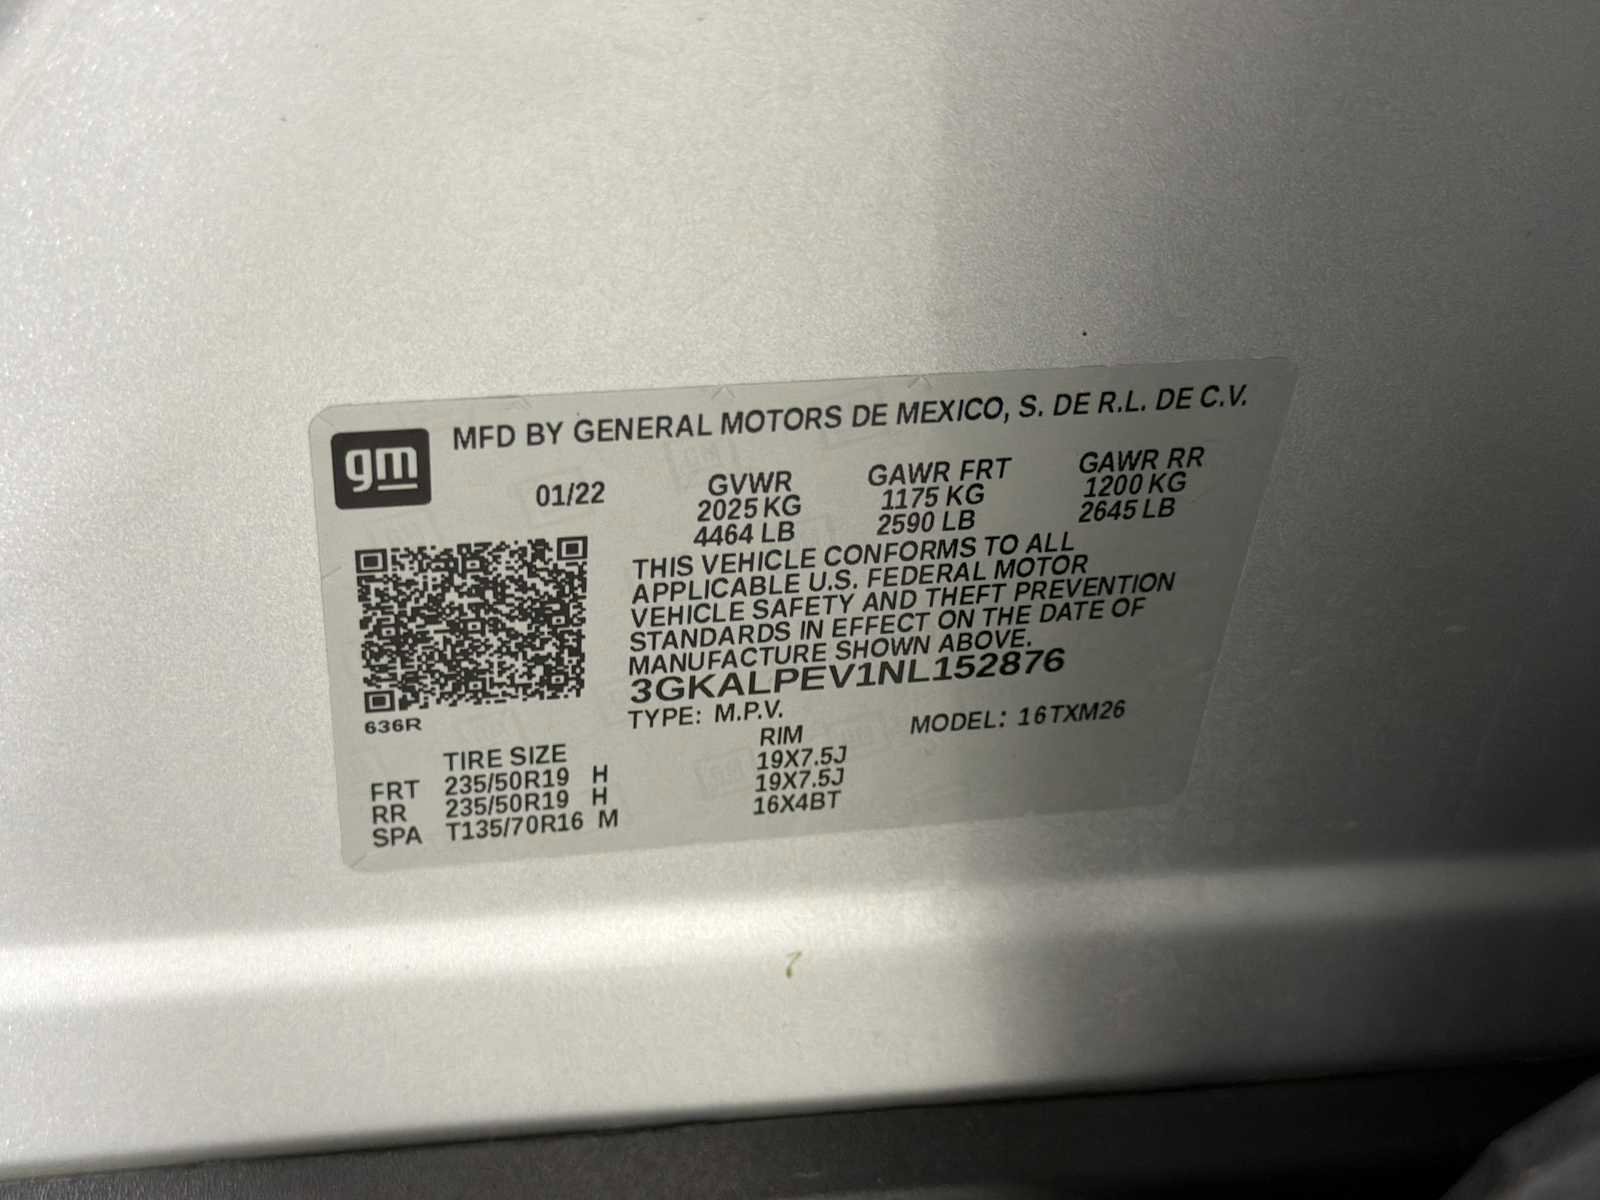 gm
MFD BY GENERAL MOTORS DE MEXICO, S. DE R.L. DE C.V.
01/22
GVWR
2025 KG
4464 LB
GAWR FRT
1175 KG
2590 LB
GAWR RR
1200 KG
2645 LB
THIS VEHICLE CONFORMS TO ALL
APPLICABLE U.S. FEDERAL MOTOR
VEHICLE SAFETY AND THEFT PREVENTION
STANDARDS IN EFFECT ON THE DATE OF
MANUFACTURE SHOWN ABOVE.
3GKALPEV1NL152876
636R
TYPE: M.P.V. MODEL: 16TXM26
TIRE SIZE RIM
FRT 235/50R19 H 19X7.5J
RR 235/50R19 H 19X7.5J
SPA T135/70R16 M 16X4BT